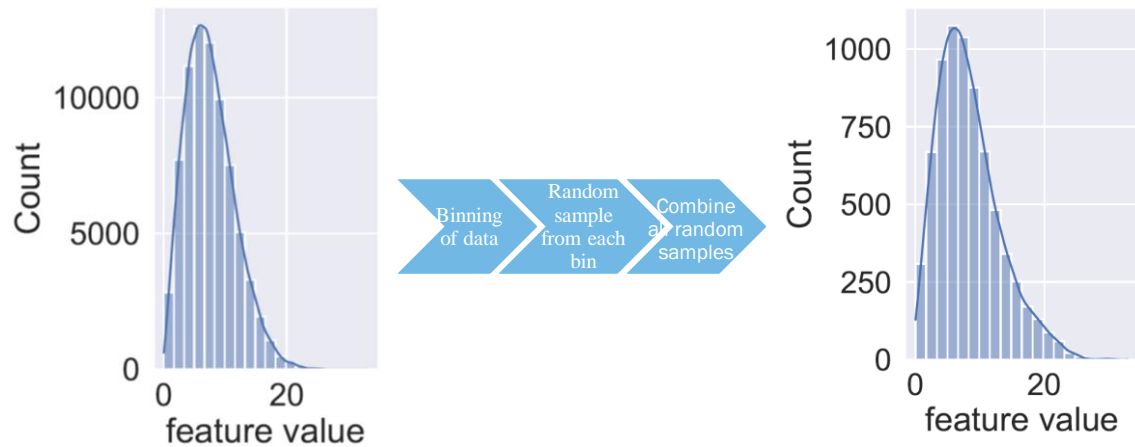 Count
10000
5000
0
0
20
feature value
Binning
of data
Random
sample
from each
bin
Combine
all random
samples
Count
1000
750
500
250
0
0
20
feature value